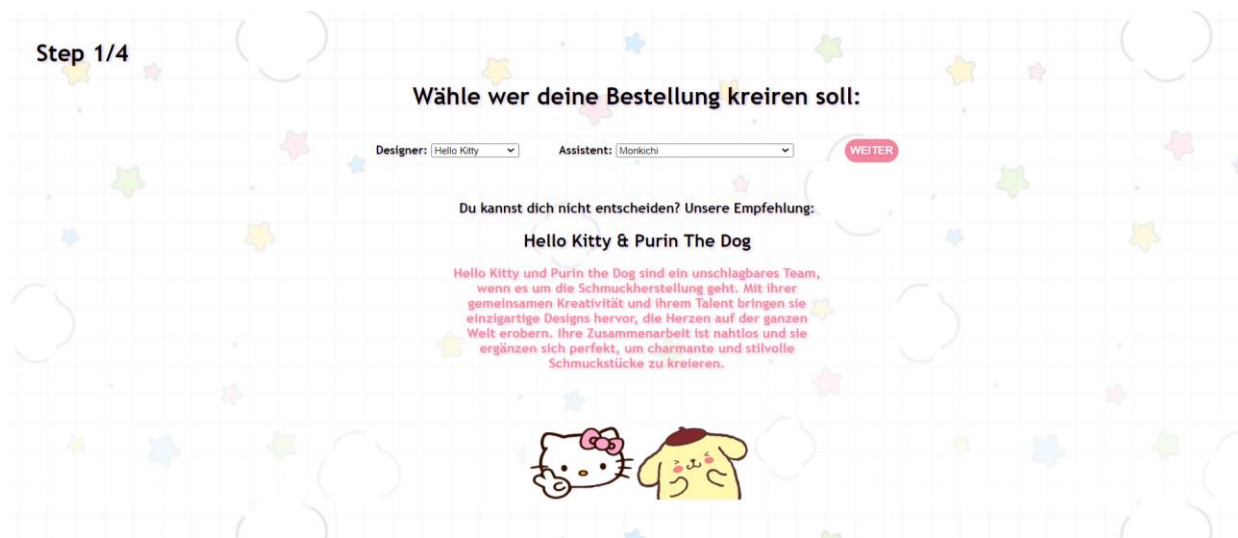 Step 1/4
Wähle wer deine Bestellung kreiren soll:
Designer: Hello Kitty Assistent: Monkichi WEITER
Du kannst dich nicht entscheiden? Unsere Empfehlung:
Hello Kitty & Purin The Dog
Hello Kitty und Purin the Dog sind ein unschlagbares Team,
wenn es um die Schmuckherstellung geht. Mit ihrer
gemeinsamen Kreativität und ihrem Talent bringen sie
einzigartige Designs hervor, die Herzen auf der ganzen
Welt erobern. Ihre Zusammenarbeit ist nahtlos und sie
ergänzen sich perfekt, um charmante und stilvolle
Schmuckstücke zu kreieren.